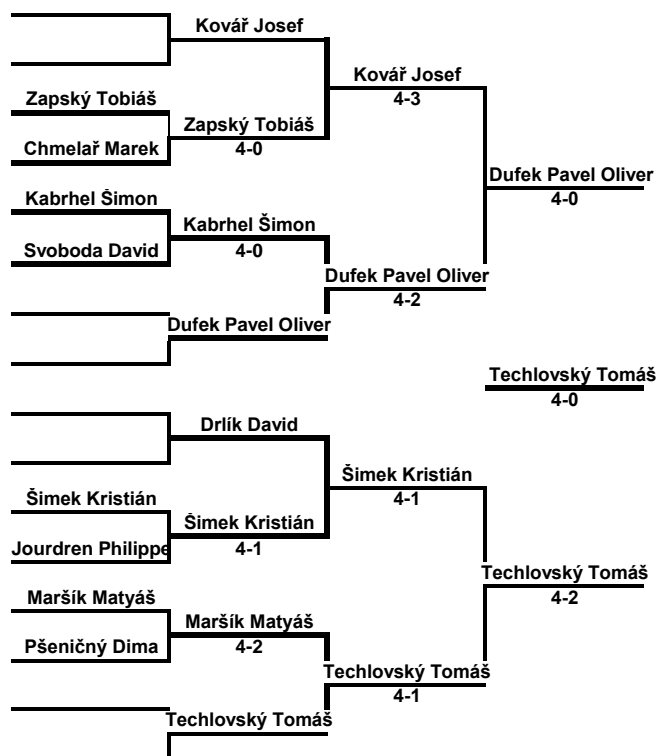 Kovář Josef
Kovář Josef
4-3
Zapský Tobiáš
Zapský Tobiáš
4-0
Chmelař Marek
Dufek Pavel Oliver
4-0
Kabrhel Šimon
Kabrhel Šimon
4-0
Svoboda David
Dufek Pavel Oliver
4-2
Dufek Pavel Oliver
Techlovský Tomáš
4-0
Drlík David
Šimek Kristián
4-1
Šimek Kristián
Šimek Kristián
4-1
Jourdren Philippe
Techlovský Tomáš
4-2
Maršík Matyáš
Maršík Matyáš
4-2
Pšeničný Dima
Techlovský Tomáš
4-1
Techlovský Tomáš